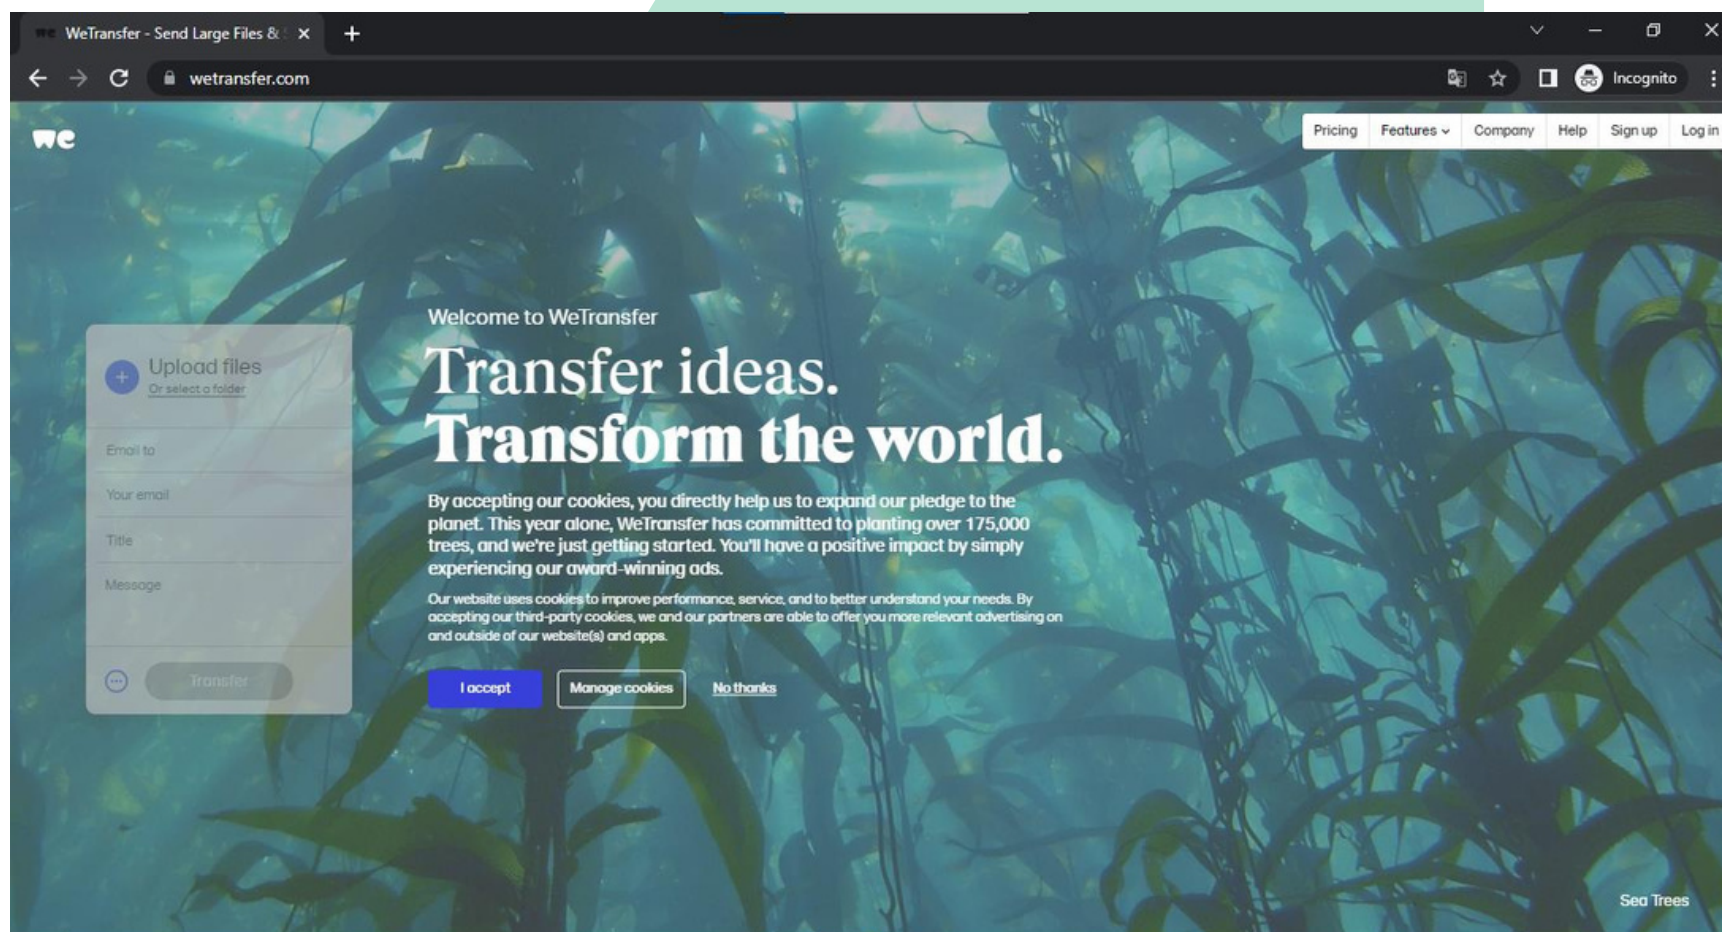 WeTransfer - Send Large Files &
wetransfer.com
Incognito
we
Pricing Features Company Help Sign up Log in
Welcome to WeTransfer
Transfer ideas.
Transform the world.
Upload files
Or select a folder
Email to
Your email
Title
Message
Transfer
By accepting our cookies, you directly help us to expand our pledge to the
planet. This year alone, WeTransfer has committed to planting over 175,000
trees, and we're just getting started. You'll have a positive impact by simply
experiencing our award-winning ads.
Our website uses cookies to improve performance, service, and to better understand your needs. By
accepting our third-party cookies, we and our partners are able to offer you more relevant advertising on
and outside of our website(s) and apps.
I accept Manage cookies No thanks
Sea Trees